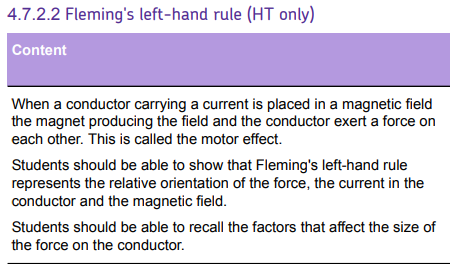 4.7.2.2 Fleming's left-hand rule (HT only)
Content
When a conductor carrying a current is placed in a magnetic field
the magnet producing the field and the conductor exert a force on
each other. This is called the motor effect.
Students should be able to show that Fleming's left-hand rule
represents the relative orientation of the force, the current in the
conductor and the magnetic field.
Students should be able to recall the factors that affect the size of
the force on the conductor.